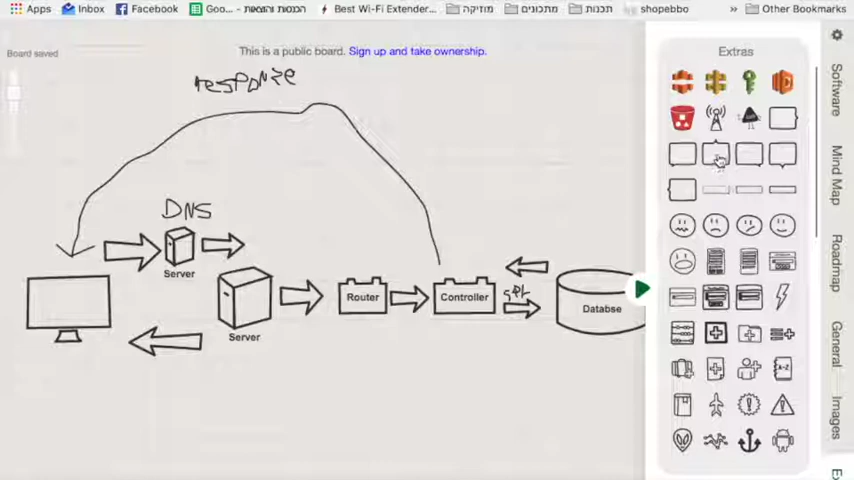 Apps Inbox Facebook Goo... הכנסות והוצאות - Best Wi-Fi Extender... מוזיקה מתכונים תכנות shopebbo » Other Bookmarks
Board saved
This is a public board. Sign up and take ownership.
Extras
Software
Mind Map
Roadmap
General
Images
Ex
response
DNS
Server
Router
Controller
SQL
Databse
Server